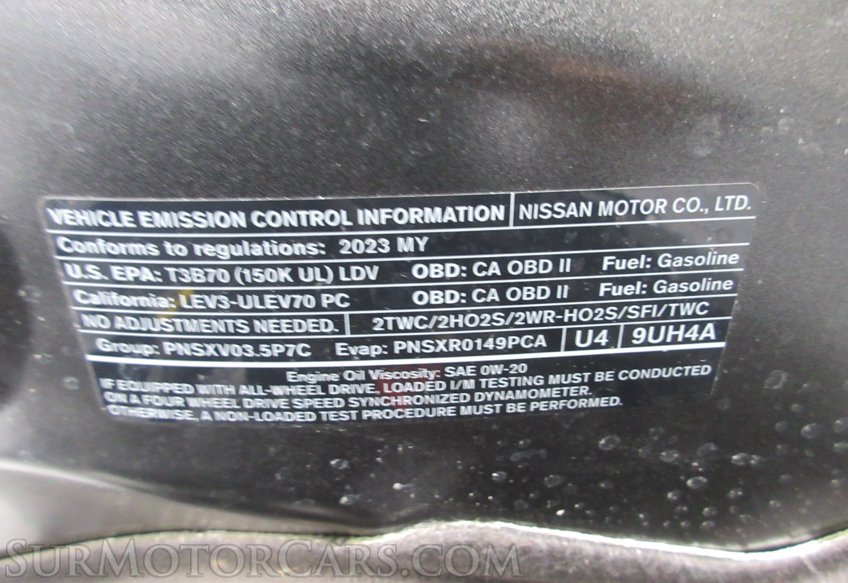 VEHICLE EMISSION CONTROL INFORMATION NISSAN MOTOR CO., LTD.
Conforms to regulations: 2023 MY
U.S. EPA: T3B70 (150K UL) LDV OBD: CA OBD II Fuel: Gasoline
California: LEV3-ULEV70 PC OBD: CA OBD II Fuel: Gasoline
NO ADJUSTMENTS NEEDED. 2TWC/2HO2S/2WR-HO2S/SFI/TWC
Group: PNSXV03.5P7C Evap: PNSXR0149PCA U4 9UH4A
Engine Oil Viscosity: SAE 0W-20
IF EQUIPPED WITH ALL-WHEEL DRIVE, LOADED I/M TESTING MUST BE CONDUCTED
ON A FOUR WHEEL DRIVE SPEED SYNCHRONIZED DYNAMOMETER.
OTHERWISE, A NON-LOADED TEST PROCEDURE MUST BE PERFORMED.
SURMOTORCARS.COM
SURMOTORCARS.COM